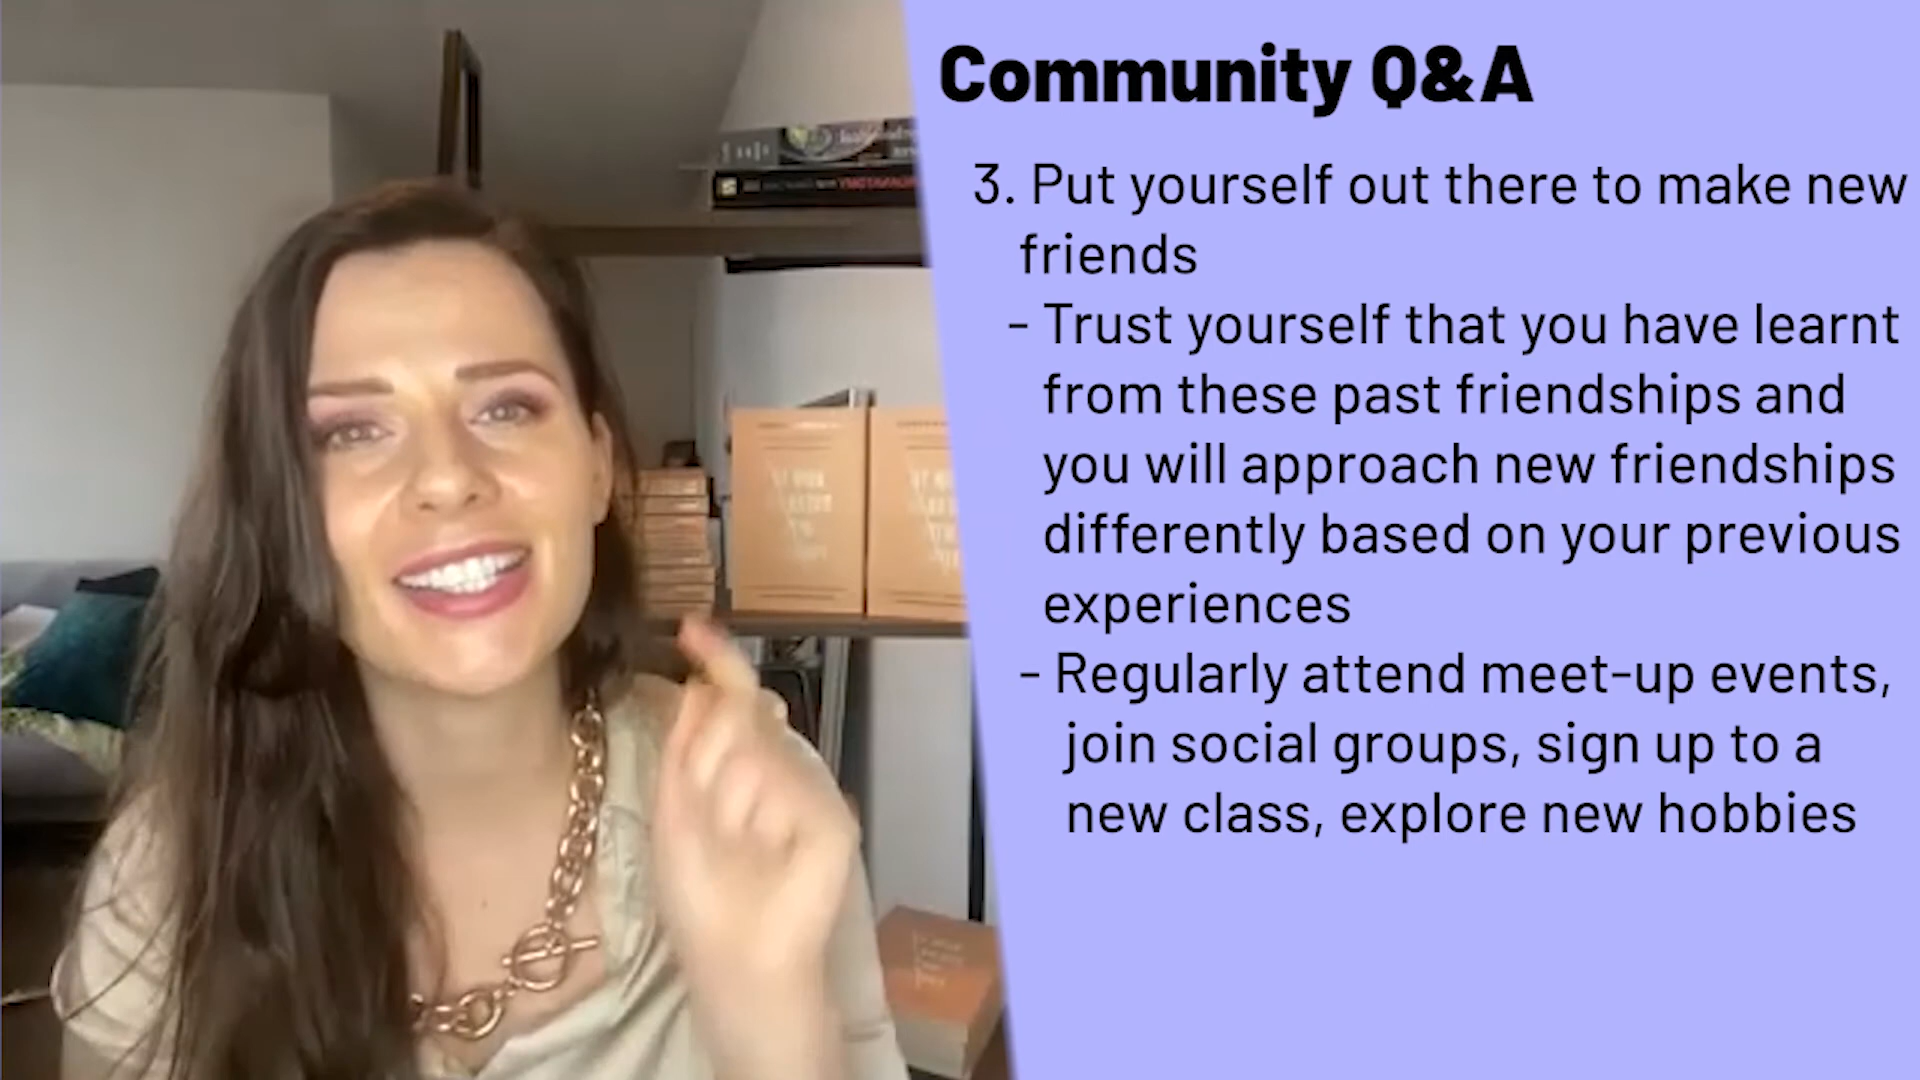 Community Q&A
3. Put yourself out there to make new
friends
- Trust yourself that you have learnt
from these past friendships and
you will approach new friendships
differently based on your previous
experiences
- Regularly attend meet-up events,
join social groups, sign up to a
new class, explore new hobbies